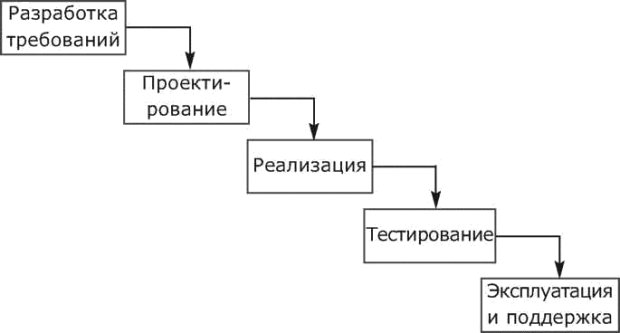 Разработка
требований
Проекти-
рование
Реализация
Тестирование
Эксплуатация
и поддержка